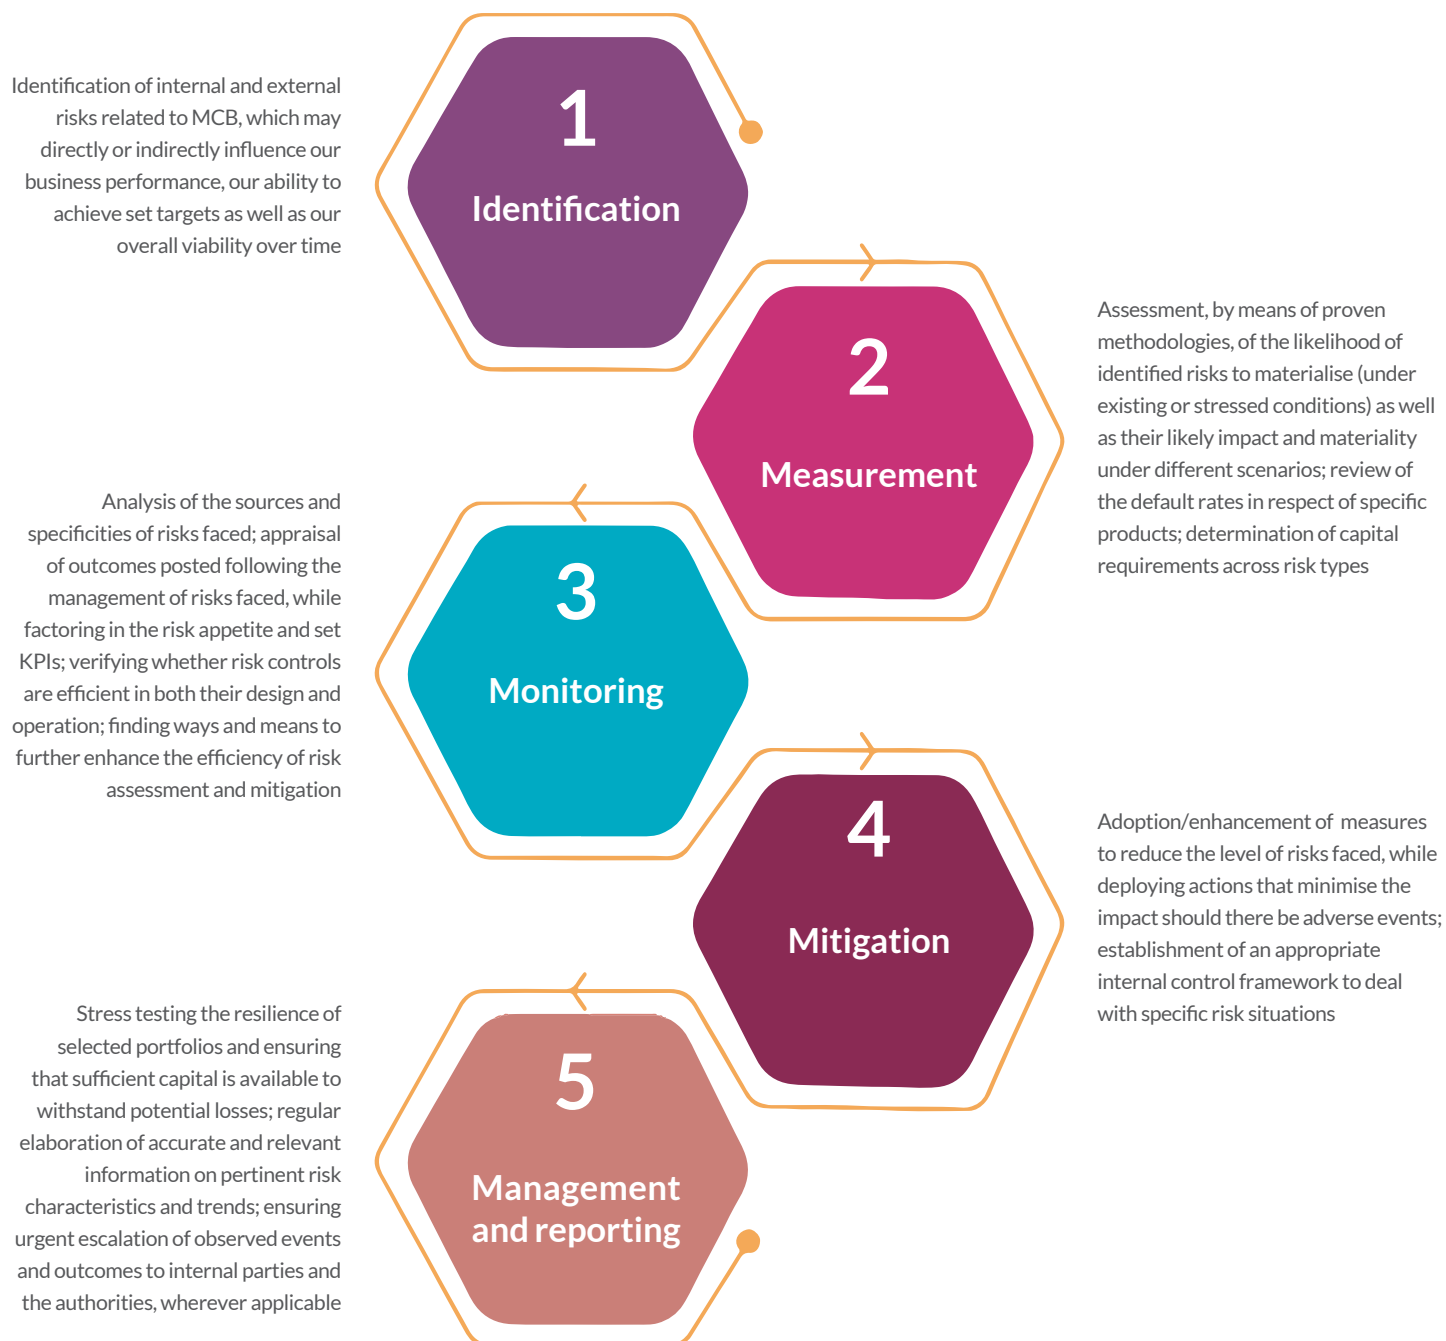 1
Identification
Identification of internal and external
risks related to MCB, which may
directly or indirectly influence our
business performance, our ability to
achieve set targets as well as our
overall viability over time
2
Measurement
Assessment, by means of proven
methodologies, of the likelihood of
identified risks to materialise (under
existing or stressed conditions) as well
as their likely impact and materiality
under different scenarios; review of
the default rates in respect of specific
products; determination of capital
requirements across risk types
3
Monitoring
Analysis of the sources and
specificities of risks faced; appraisal
of outcomes posted following the
management of risks faced, while
factoring in the risk appetite and set
KPIs; verifying whether risk controls
are efficient in both their design and
operation; finding ways and means to
further enhance the efficiency of risk
assessment and mitigation
4
Mitigation
Adoption/enhancement of measures
to reduce the level of risks faced, while
deploying actions that minimise the
impact should there be adverse events;
establishment of an appropriate
internal control framework to deal
with specific risk situations
5
Management
and reporting
Stress testing the resilience of
selected portfolios and ensuring
that sufficient capital is available to
withstand potential losses; regular
elaboration of accurate and relevant
information on pertinent risk
characteristics and trends; ensuring
urgent escalation of observed events
and outcomes to internal parties and
the authorities, wherever applicable